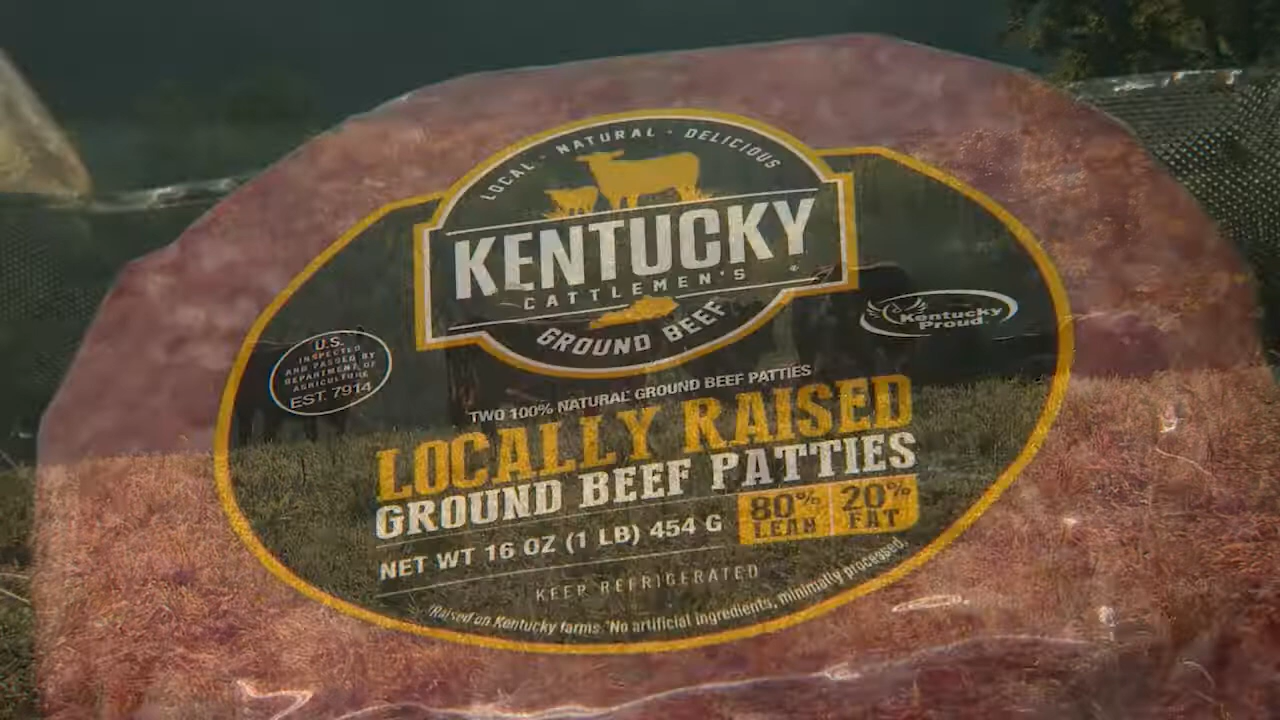 LOCAL - NATURAL - DELICIOUS
KENTUCKY
CATTLEMEN'S
GROUND BEEF
Kentucky
Proud
U.S.
INSPECTED
AND PASSED BY
DEPARTMENT OF
AGRICULTURE
EST. 7914
TWO 100% NATURAL* GROUND BEEF PATTIES
LOCALLY RAISED
GROUND BEEF PATTIES
80% LEAN
20% FAT
NET WT 16 OZ (1 LB) 454 G
KEEP REFRIGERATED
Raised on Kentucky farms. *No artificial ingredients, minimally processed.